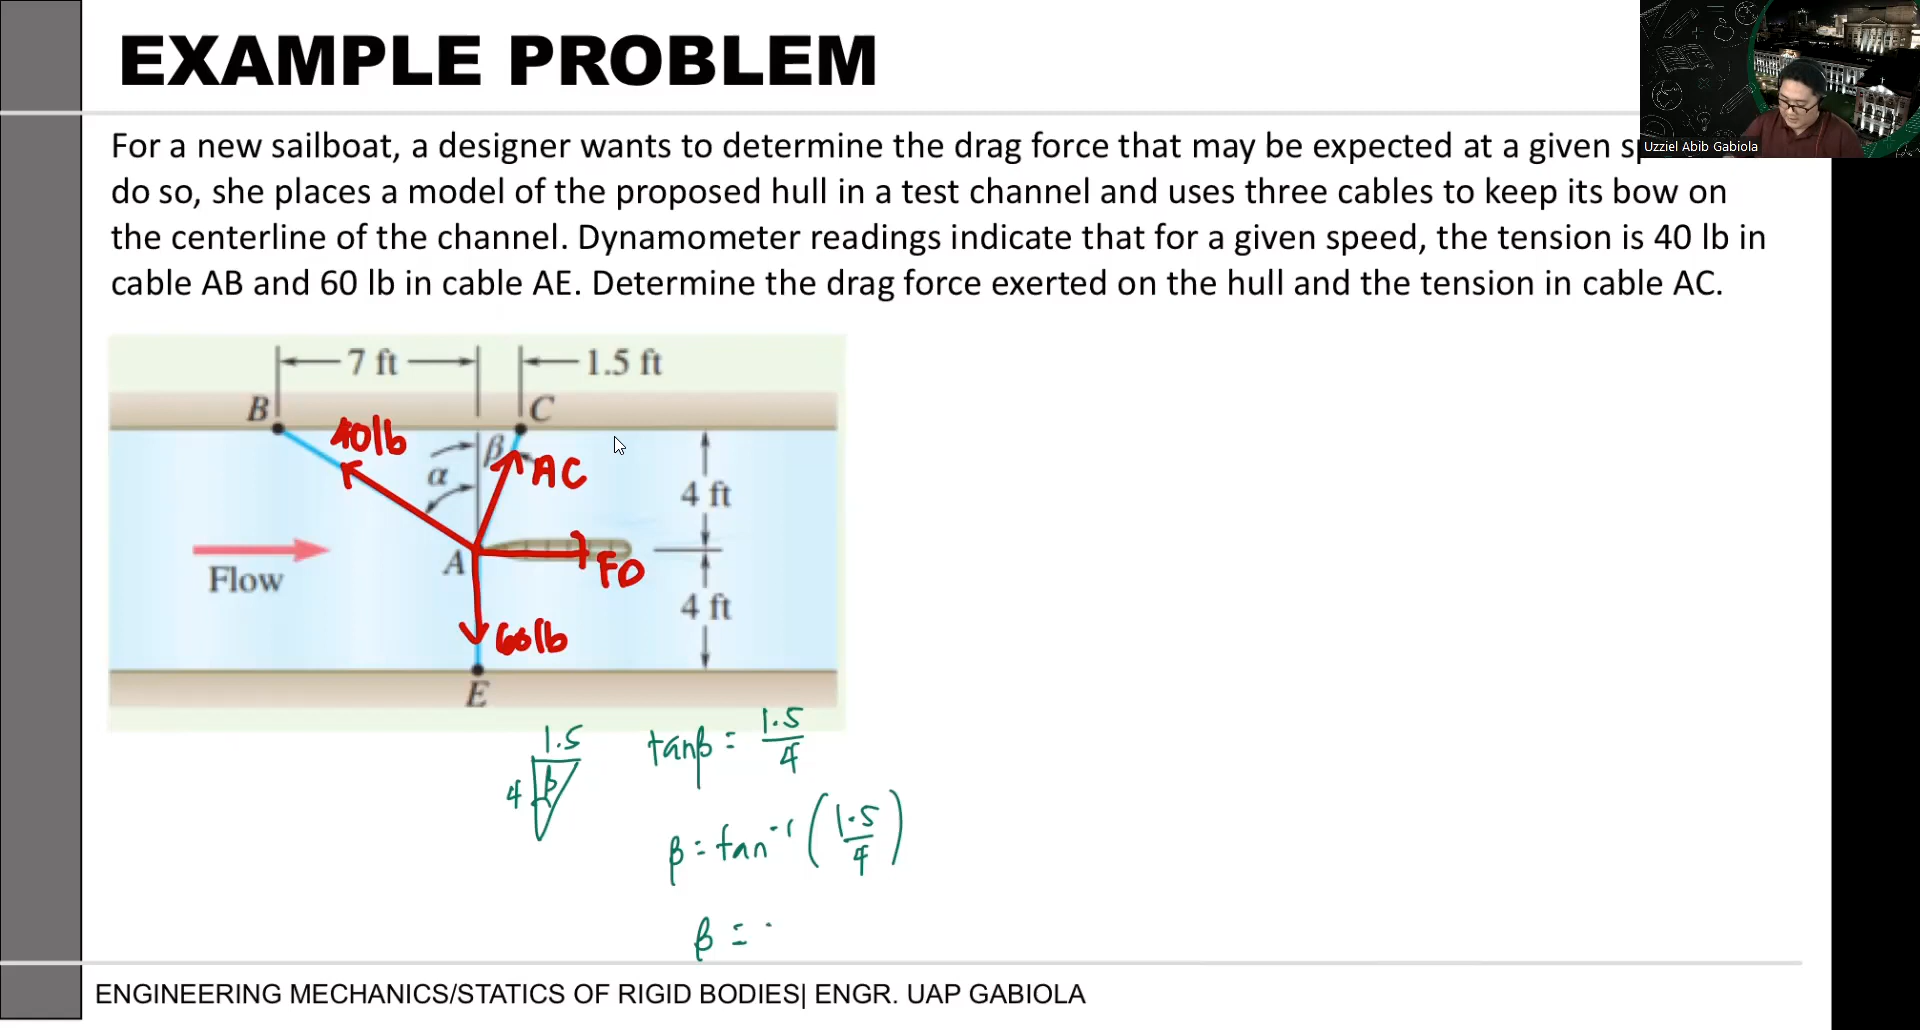 EXAMPLE PROBLEM
Uzziel Abib Gabiola
For a new sailboat, a designer wants to determine the drag force that may be expected at a given
do so, she places a model of the proposed hull in a test channel and uses three cables to keep its bow on
the centerline of the channel. Dynamometer readings indicate that for a given speed, the tension is 40 lb in
cable AB and 60 lb in cable AE. Determine the drag force exerted on the hull and the tension in cable AC.
7 ft
1.5 ft
B
C
40lb
β
AC
α
4 ft
A
FD
Flow
4 ft
60lb
E
1.5
4
β
tanβ = 1.5/4
β = tan⁻¹ (1.5/4)
β =
ENGINEERING MECHANICS/STATICS OF RIGID BODIES| ENGR. UAP GABIOLA